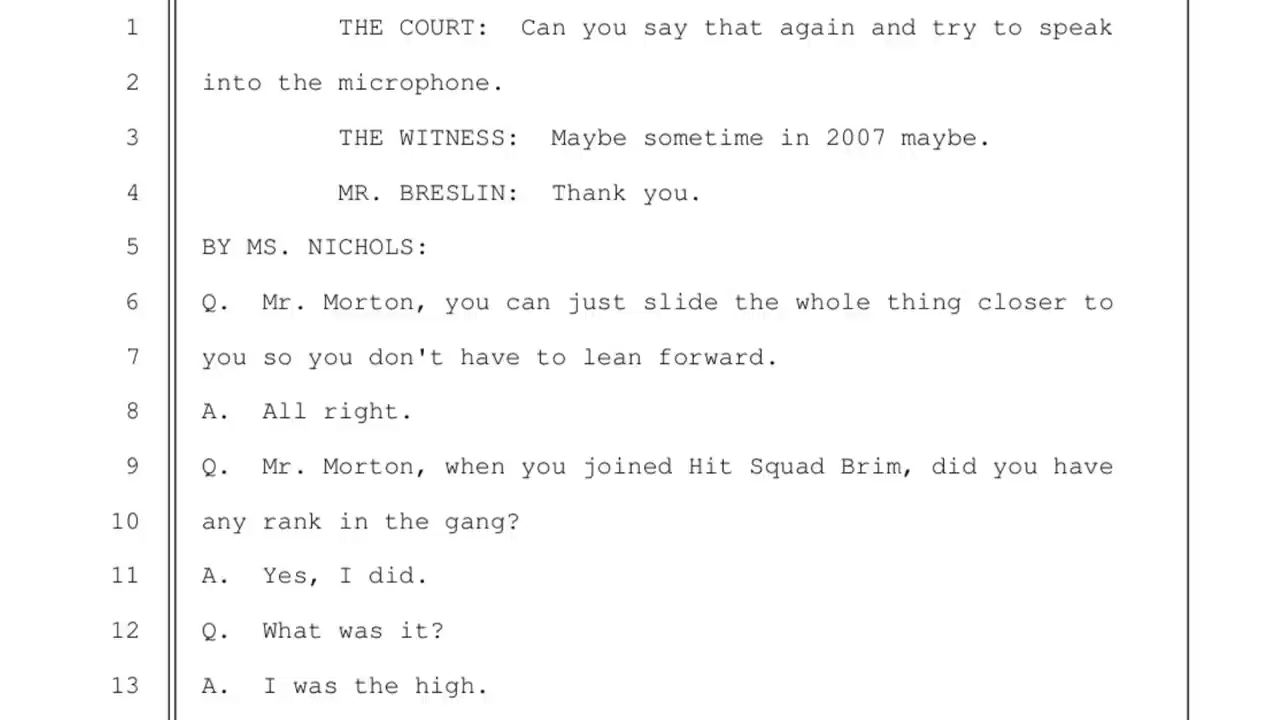 1 THE COURT: Can you say that again and try to speak
2 into the microphone.
3 THE WITNESS: Maybe sometime in 2007 maybe.
4 MR. BRESLIN: Thank you.
5 BY MS. NICHOLS:
6 Q. Mr. Morton, you can just slide the whole thing closer to
7 you so you don't have to lean forward.
8 A. All right.
9 Q. Mr. Morton, when you joined Hit Squad Brim, did you have
10 any rank in the gang?
11 A. Yes, I did.
12 Q. What was it?
13 A. I was the high.